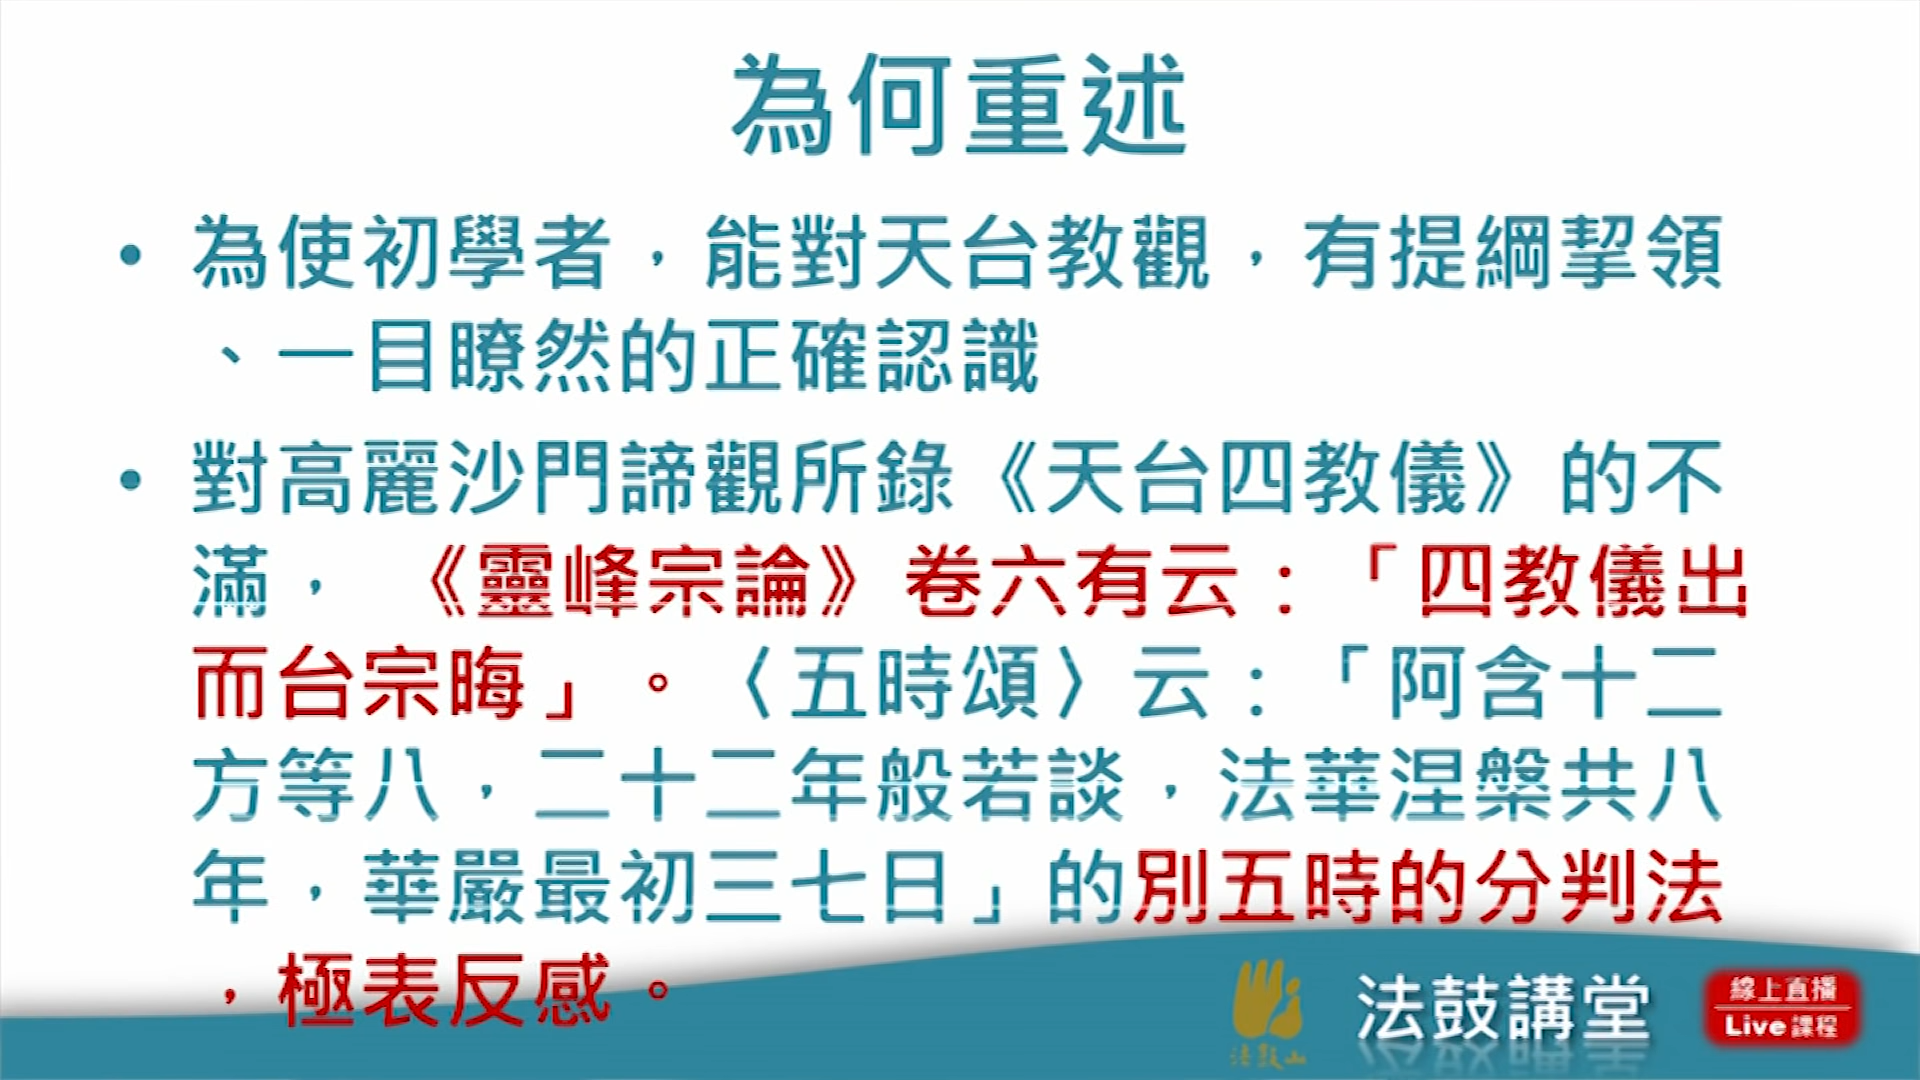 為何重述
• 為使初學者，能對天台教觀，有提綱挈領
、一目瞭然的正確認識
• 對高麗沙門諦觀所錄《天台四教儀》的不
滿，《靈峰宗論》卷六有云：「四教儀出
而台宗晦」。〈五時頌〉云：「阿含十二
方等八，二十二年般若談，法華涅槃共八
年，華嚴最初三七日」的別五時的分判法
，極表反感。
法鼓山
法鼓講堂
線上直播
Live 課程